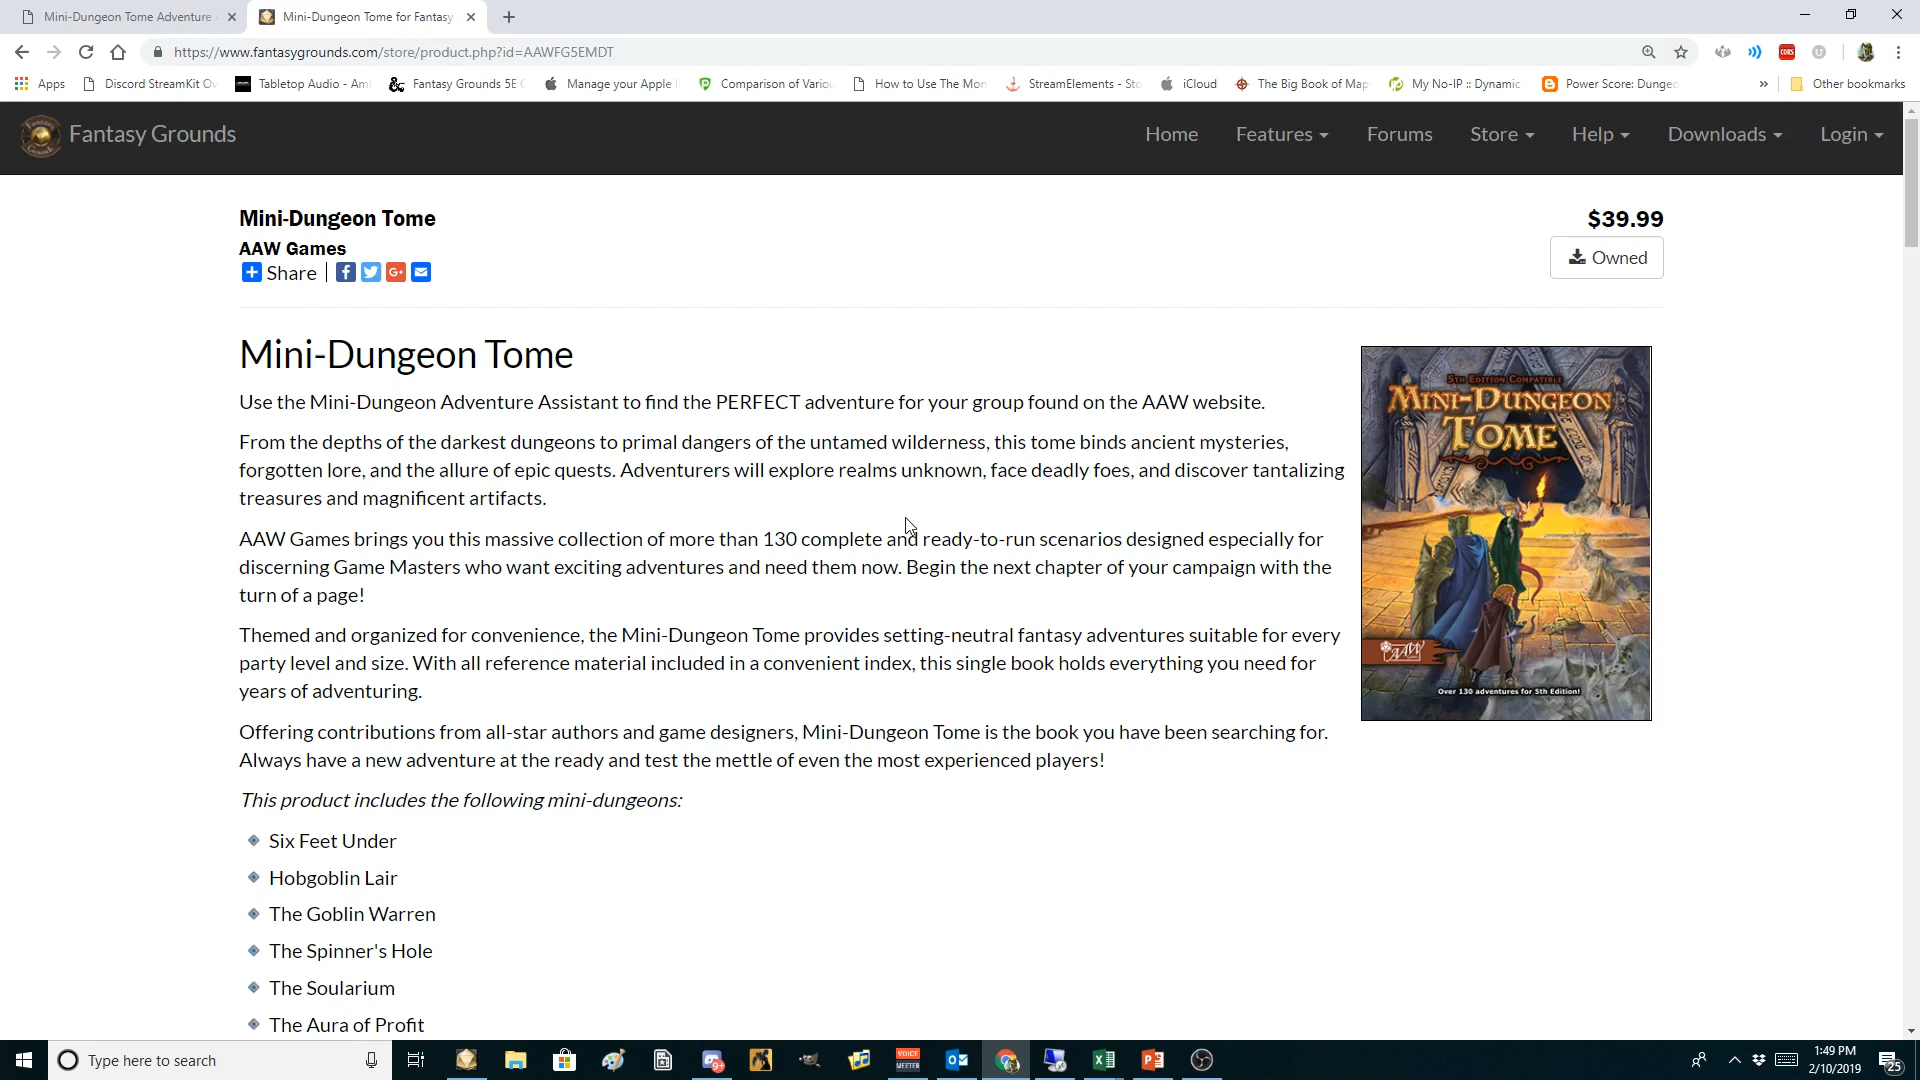 Mini-Dungeon Tome Adventure
Mini-Dungeon Tome for Fantasy
https://www.fantasygrounds.com/store/product.php?id=AAWFG5EMDT
CORS
Apps
Discord StreamKit Ov
Tabletop Audio - Am
Fantasy Grounds 5E
Manage your Apple
Comparison of Variou
How to Use The Mon
StreamElements - Str
iCloud
The Big Book of Map
My No-IP :: Dynamic
Power Score: Dungeo
Other bookmarks
Fantasy Grounds
Home
Features
Forums
Store
Help
Downloads
Login
Mini-Dungeon Tome
$39.99
AAW Games
Owned
Share
Mini-Dungeon Tome
Use the Mini-Dungeon Adventure Assistant to find the PERFECT adventure for your group found on the AAW website.
From the depths of the darkest dungeons to primal dangers of the untamed wilderness, this tome binds ancient mysteries,
forgotten lore, and the allure of epic quests. Adventurers will explore realms unknown, face deadly foes, and discover tantalizing
treasures and magnificent artifacts.
AAW Games brings you this massive collection of more than 130 complete and ready-to-run scenarios designed especially for
discerning Game Masters who want exciting adventures and need them now. Begin the next chapter of your campaign with the
turn of a page!
Themed and organized for convenience, the Mini-Dungeon Tome provides setting-neutral fantasy adventures suitable for every
party level and size. With all reference material included in a convenient index, this single book holds everything you need for
years of adventuring.
Offering contributions from all-star authors and game designers, Mini-Dungeon Tome is the book you have been searching for.
Always have a new adventure at the ready and test the mettle of even the most experienced players!
This product includes the following mini-dungeons:
Six Feet Under
Hobgoblin Lair
The Goblin Warren
The Spinner's Hole
The Soularium
The Aura of Profit
5th Edition Compatible
Mini-Dungeon
Tome
AAW
Over 130 adventures for 5th Edition!
Type here to search
VOICE
MEETER
1:49 PM
2/10/2019
25